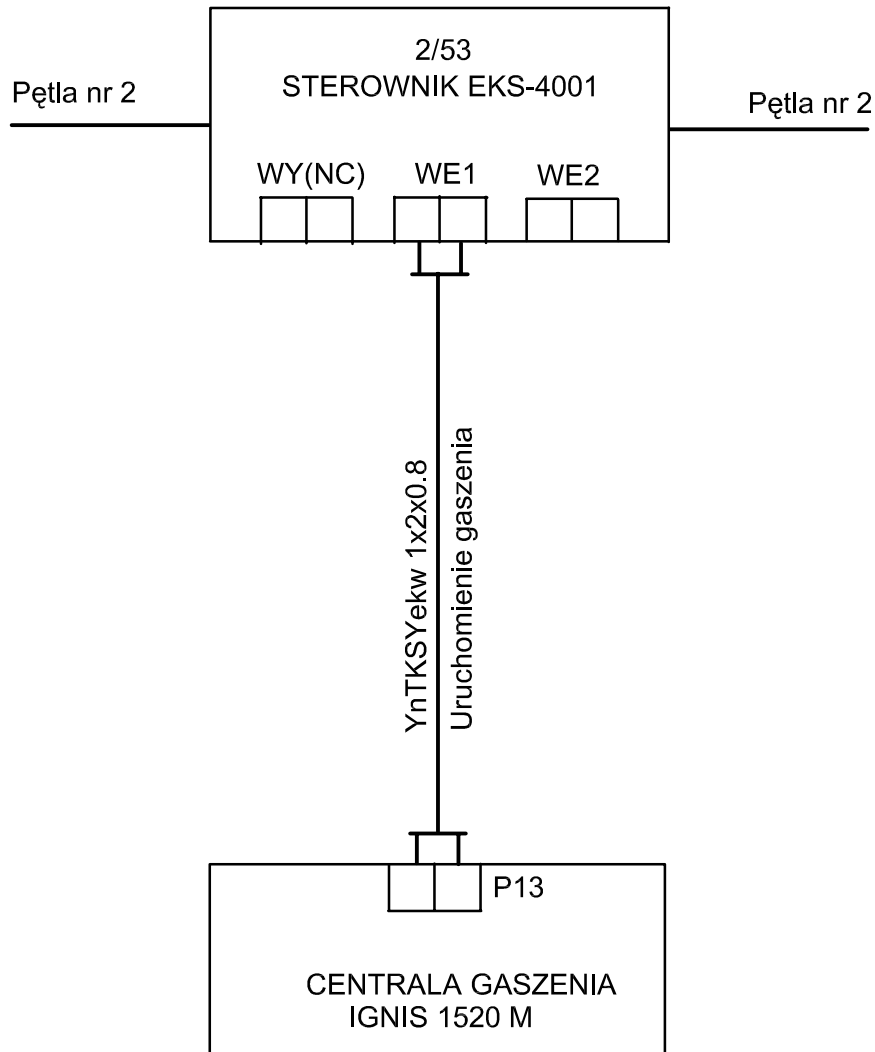 2/53
STEROWNIK EKS-4001
Pętla nr 2
Pętla nr 2
WY(NC)
WE1
WE2
YnTKSYekw 1x2x0.8
Uruchomienie gaszenia
P13
CENTRALA GASZENIA
IGNIS 1520 M